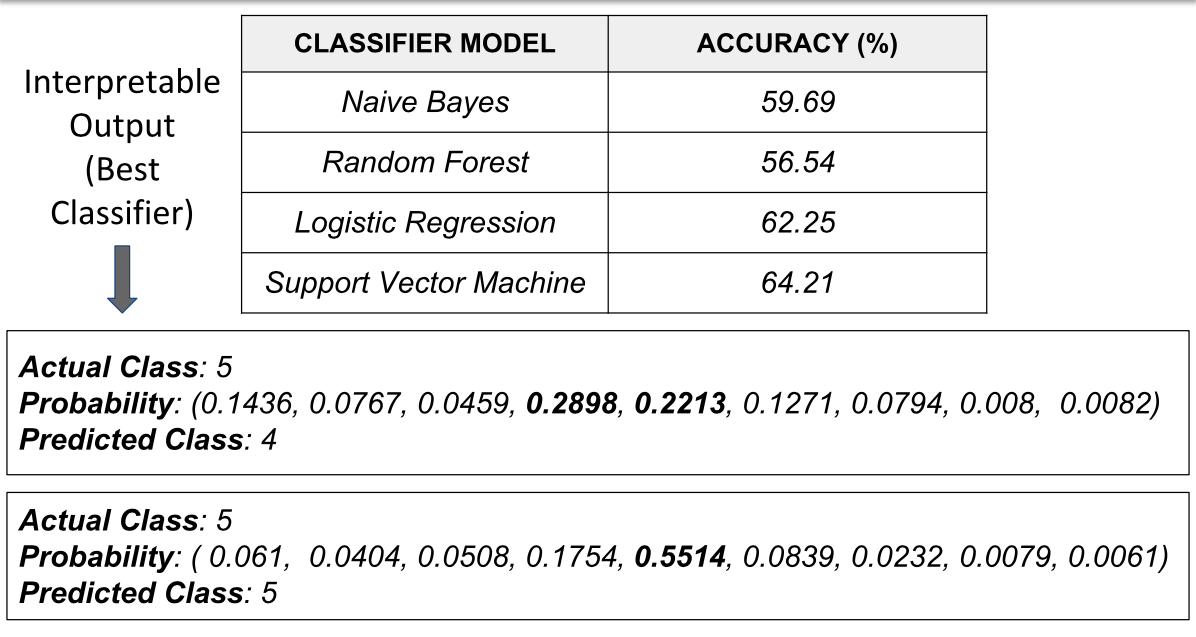 Interpretable
Output
(Best
Classifier)
CLASSIFIER MODEL ACCURACY (%)
Naive Bayes 59.69
Random Forest 56.54
Logistic Regression 62.25
Support Vector Machine 64.21
Actual Class: 5
Probability: (0.1436, 0.0767, 0.0459, 0.2898, 0.2213, 0.1271, 0.0794, 0.008, 0.0082)
Predicted Class: 4
Actual Class: 5
Probability: ( 0.061, 0.0404, 0.0508, 0.1754, 0.5514, 0.0839, 0.0232, 0.0079, 0.0061)
Predicted Class: 5